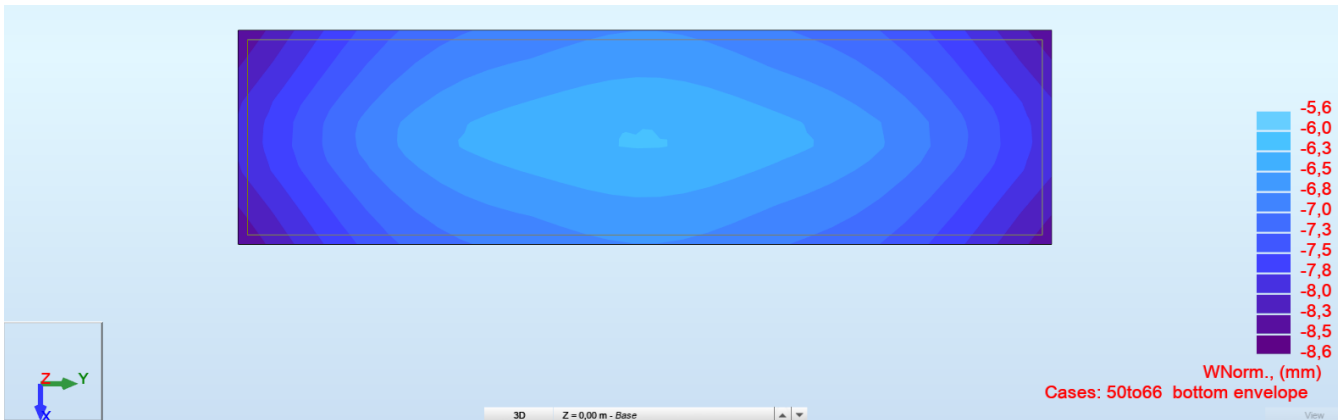 -5,6
-6,0
-6,3
-6,5
-6,8
-7,0
-7,3
-7,5
-7,8
-8,0
-8,3
-8,5
-8,6
WNorm., (mm)
Cases: 50to66 bottom envelope
Z Y
X
3D Z = 0,00 m - Base
View